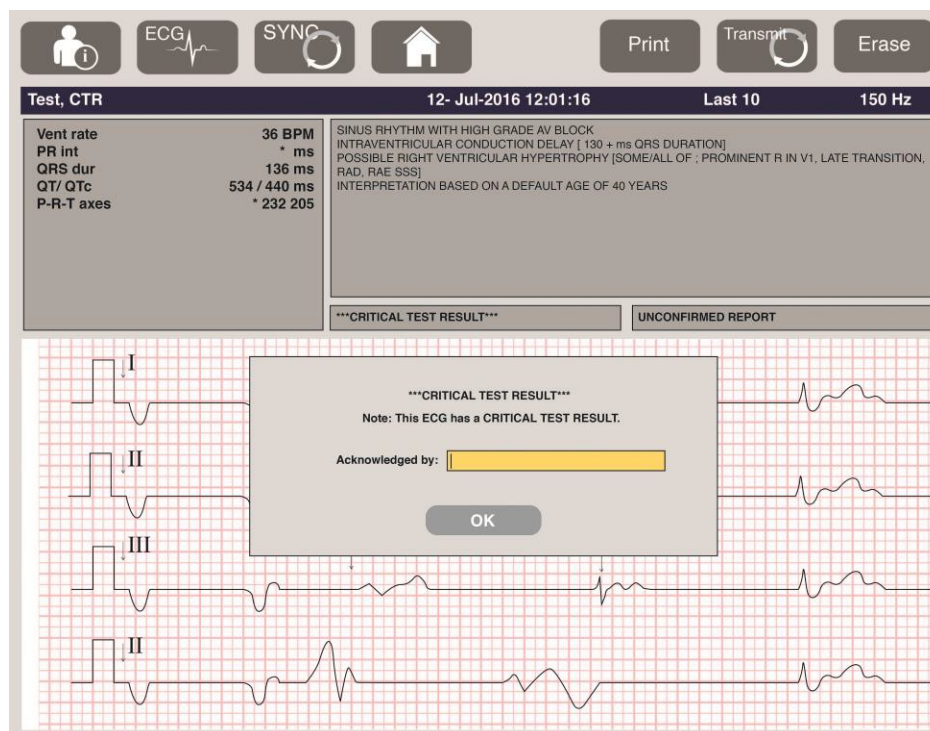 ECG
SYNC
Print
Transmit
Erase
Test, CTR
12- Jul-2016 12:01:16
Last 10
150 Hz
Vent rate 36 BPM
PR int * ms
QRS dur 136 ms
QT/ QTc 534 / 440 ms
P-R-T axes * 232 205
SINUS RHYTHM WITH HIGH GRADE AV BLOCK
INTRAVENTRICULAR CONDUCTION DELAY [ 130 + ms QRS DURATION]
POSSIBLE RIGHT VENTRICULAR HYPERTROPHY [SOME/ALL OF ; PROMINENT R IN V1, LATE TRANSITION,
RAD, RAE SSS]
INTERPRETATION BASED ON A DEFAULT AGE OF 40 YEARS
***CRITICAL TEST RESULT***
UNCONFIRMED REPORT
I
***CRITICAL TEST RESULT***
Note: This ECG has a CRITICAL TEST RESULT.
Acknowledged by:
OK
II
III
II